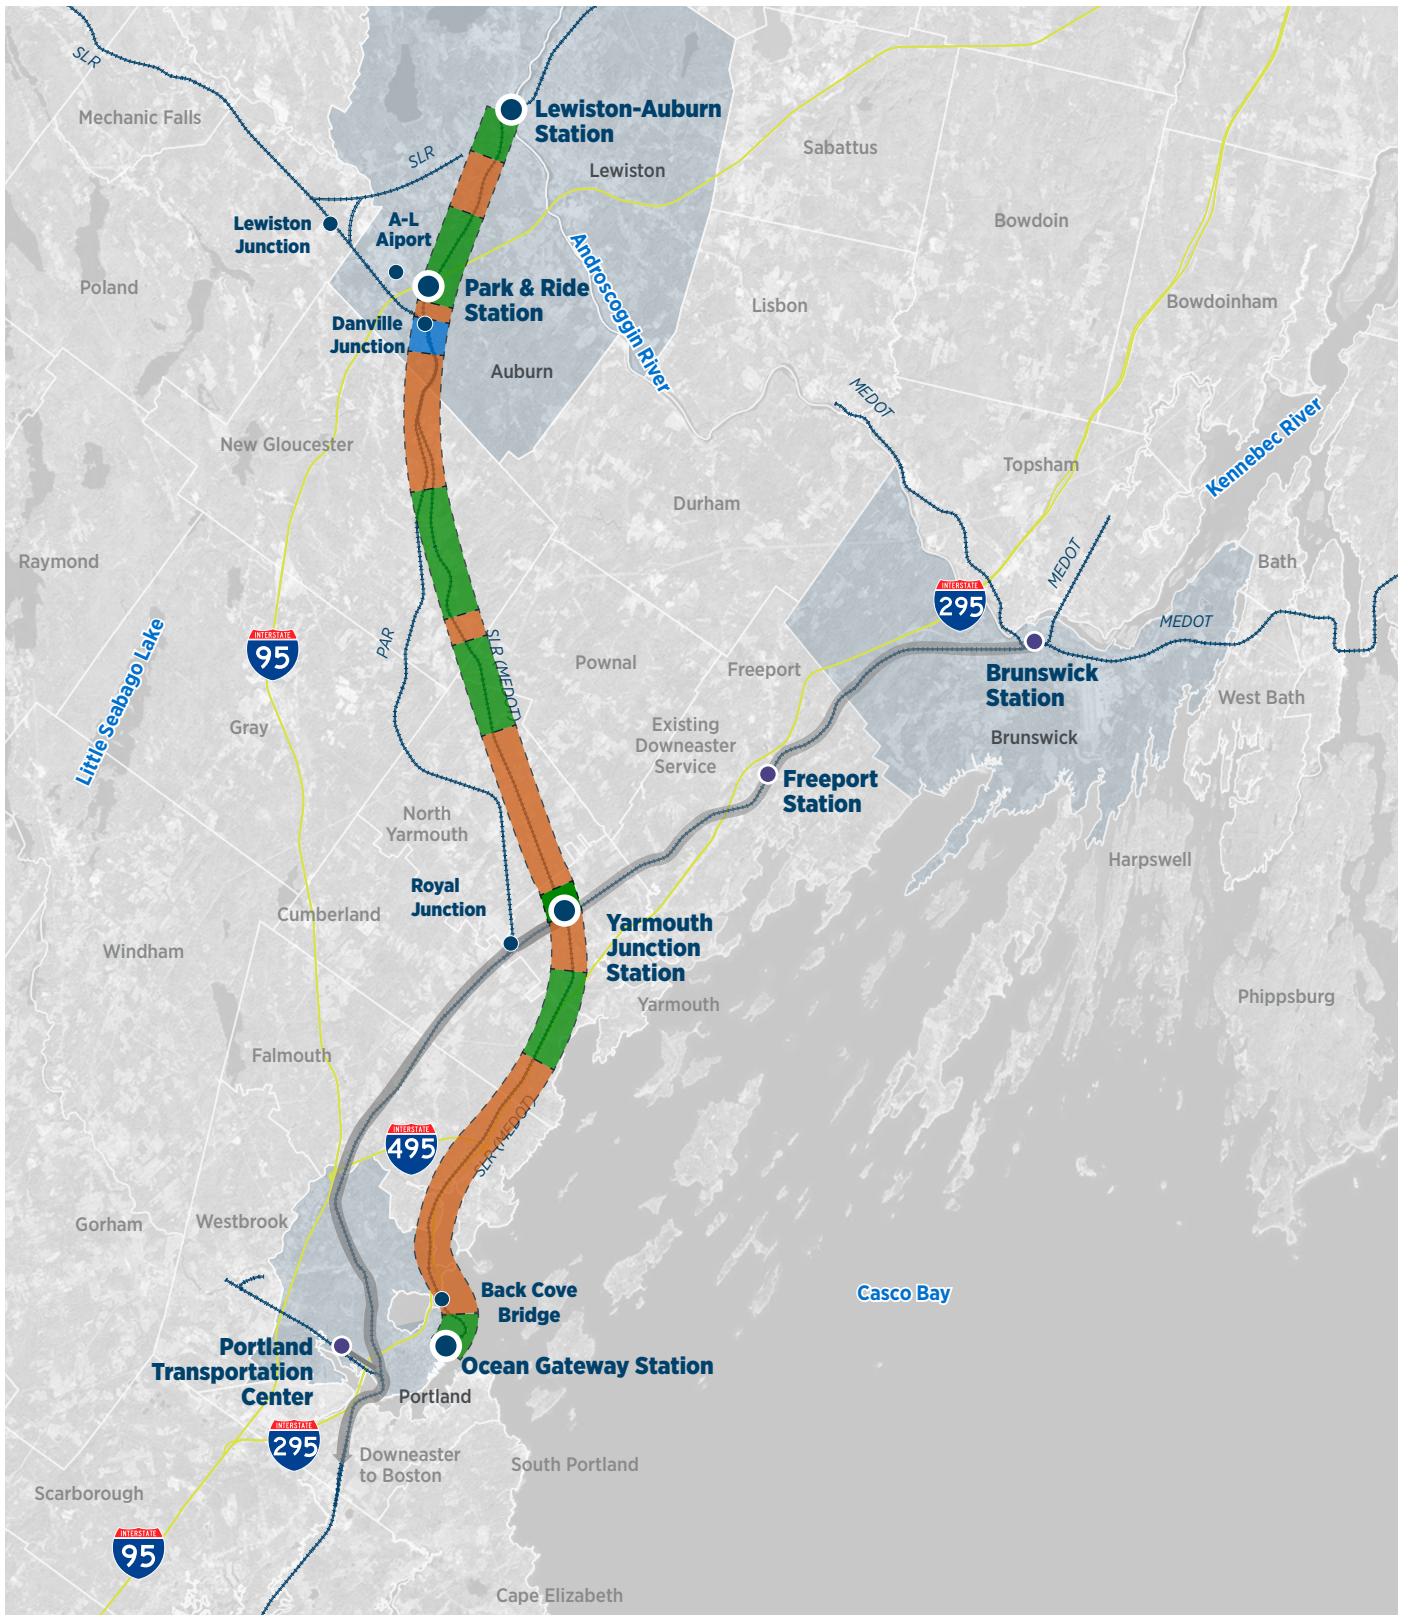 SLR
Mechanic Falls
Lewiston-Auburn
Station
Sabattus
SLR
Lewiston
Lewiston
Junction
A-L
Aiport
Bowdoin
Androscoggin River
Poland
Park & Ride
Station
Lisbon
Bowdoinham
Danville
Junction
Auburn
MEDOT
New Gloucester
Kennebec River
Topsham
Durham
Raymond
MEDOT
Bath
INTERSTATE
295
MEDOT
INTERSTATE
95
PAR
SLR (MEDOT)
Little Seabago Lake
Pownal
Freeport
Brunswick
Station
West Bath
Gray
Existing
Downeaster
Service
Brunswick
Freeport
Station
North
Yarmouth
Harpswell
Royal
Junction
Cumberland
Yarmouth
Junction
Station
Windham
Yarmouth
Phippsburg
Falmouth
INTERSTATE
495
SLR (MEDOT)
Gorham
Westbrook
Back Cove
Bridge
Casco Bay
Portland
Transportation
Center
Ocean Gateway Station
Portland
INTERSTATE
295
Downeaster
to Boston
South Portland
Scarborough
INTERSTATE
95
Cape Elizabeth